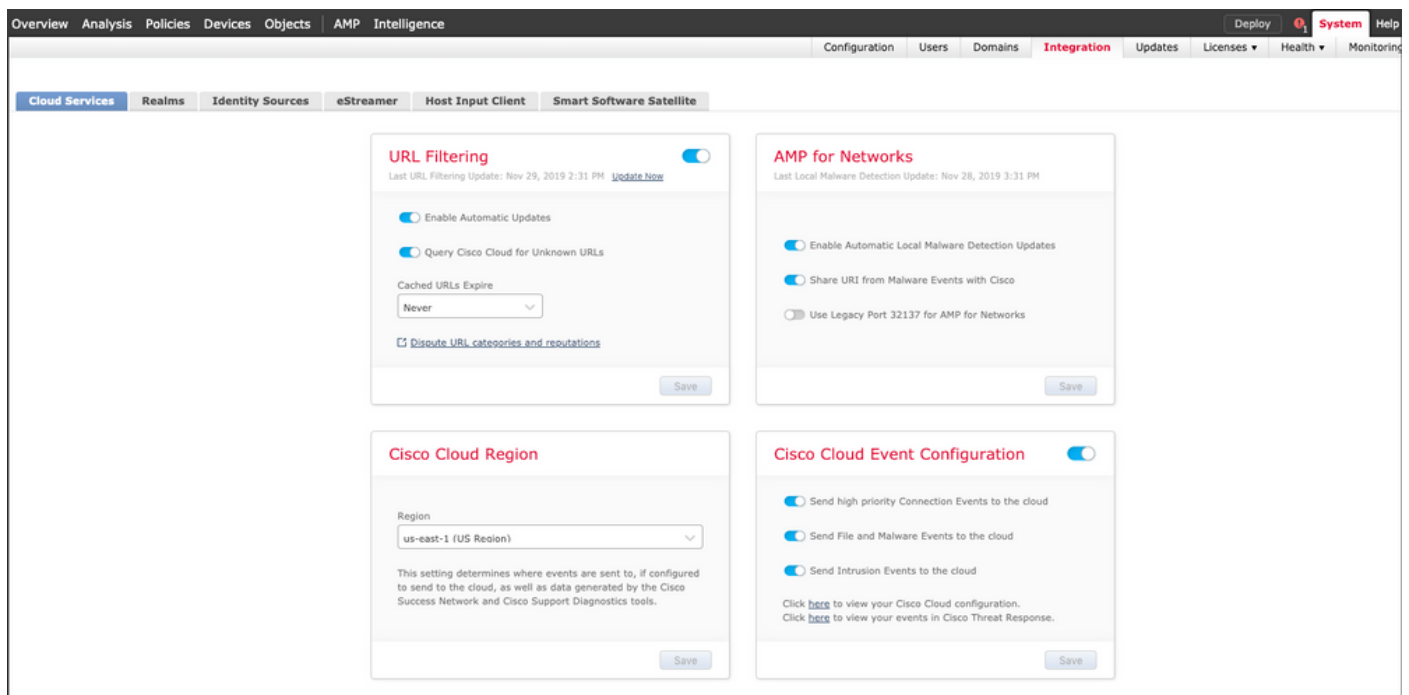 Overview Analysis Policies Devices Objects AMP Intelligence Deploy 1 System Help
Configuration Users Domains Integration Updates Licenses Health Monitoring
Cloud Services Realms Identity Sources eStreamer Host Input Client Smart Software Satellite
URL Filtering
Last URL Filtering Update: Nov 29, 2019 2:31 PM Update Now
Enable Automatic Updates
Query Cisco Cloud for Unknown URLs
Cached URLs Expire
Never
Dispute URL categories and reputations
Save
AMP for Networks
Last Local Malware Detection Update: Nov 28, 2019 3:31 PM
Enable Automatic Local Malware Detection Updates
Share URI from Malware Events with Cisco
Use Legacy Port 32137 for AMP for Networks
Save
Cisco Cloud Region
Region
us-east-1 (US Region)
This setting determines where events are sent to, if configured
to send to the cloud, as well as data generated by the Cisco
Success Network and Cisco Support Diagnostics tools.
Save
Cisco Cloud Event Configuration
Send high priority Connection Events to the cloud
Send File and Malware Events to the cloud
Send Intrusion Events to the cloud
Click here to view your Cisco Cloud configuration.
Click here to view your events in Cisco Threat Response.
Save